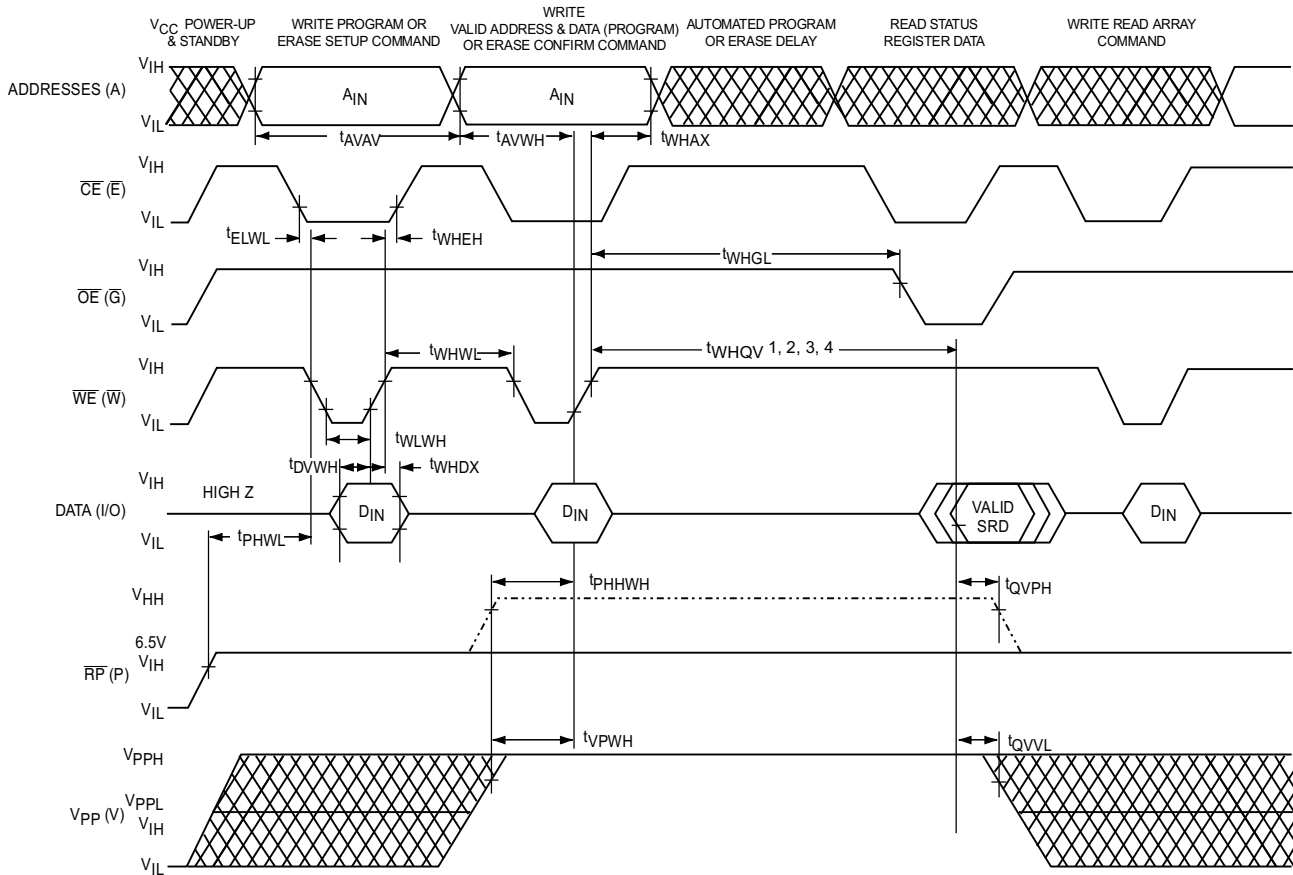 VCC POWER-UP
& STANDBY
WRITE PROGRAM OR
ERASE SETUP COMMAND
WRITE
VALID ADDRESS & DATA (PROGRAM)
OR ERASE CONFIRM COMMAND
AUTOMATED PROGRAM
OR ERASE DELAY
READ STATUS
REGISTER DATA
WRITE READ ARRAY
COMMAND
ADDRESSES (A)
VIH
VIL
AIN
AIN
tAVAV
tAVWH
tWHAX
CE (E)
VIH
VIL
tELWL
tWHEH
OE (G)
VIH
VIL
tWHGL
WE (W)
VIH
VIL
tWHWL
tWHQV 1, 2, 3, 4
tWLWH
tDVWH
tWHDX
DATA (I/O)
VIH
VIL
HIGH Z
DIN
DIN
VALID
SRD
DIN
tPHWL
tPHHWH
tQVPH
VHH
6.5V
VIH
RP (P)
VIL
tVPWH
tQVVL
VPPH
VPPL
VPP (V)
VIH
VIL